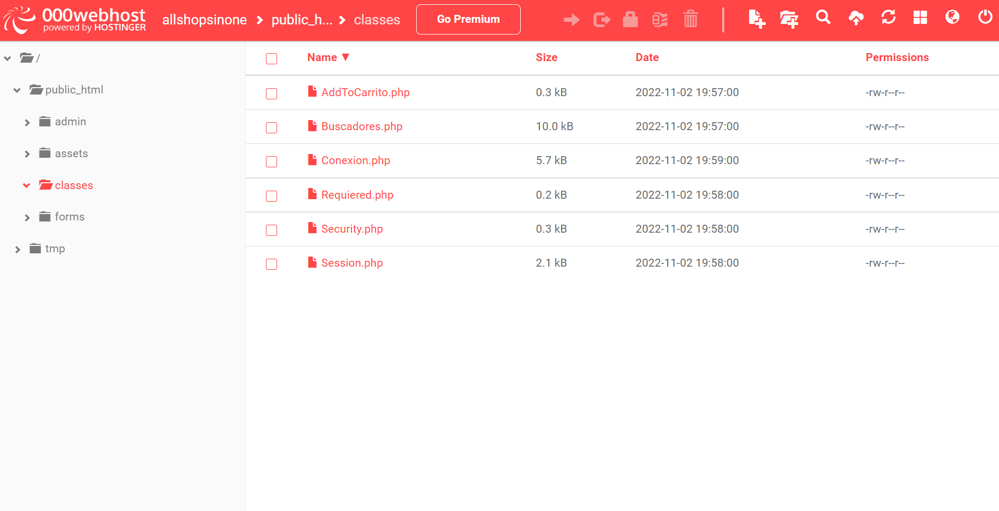 000webhost
powered by HOSTINGER
allshopsinone public_h... classes Go Premium
/
public_html
admin
assets
classes
forms
tmp
Name ▼ Size Date Permissions
AddToCarrito.php 0.3 kB 2022-11-02 19:57:00 -rw-r--r--
Buscadores.php 10.0 kB 2022-11-02 19:57:00 -rw-r--r--
Conexion.php 5.7 kB 2022-11-02 19:59:00 -rw-r--r--
Requiered.php 0.2 kB 2022-11-02 19:58:00 -rw-r--r--
Security.php 0.3 kB 2022-11-02 19:58:00 -rw-r--r--
Session.php 2.1 kB 2022-11-02 19:58:00 -rw-r--r--